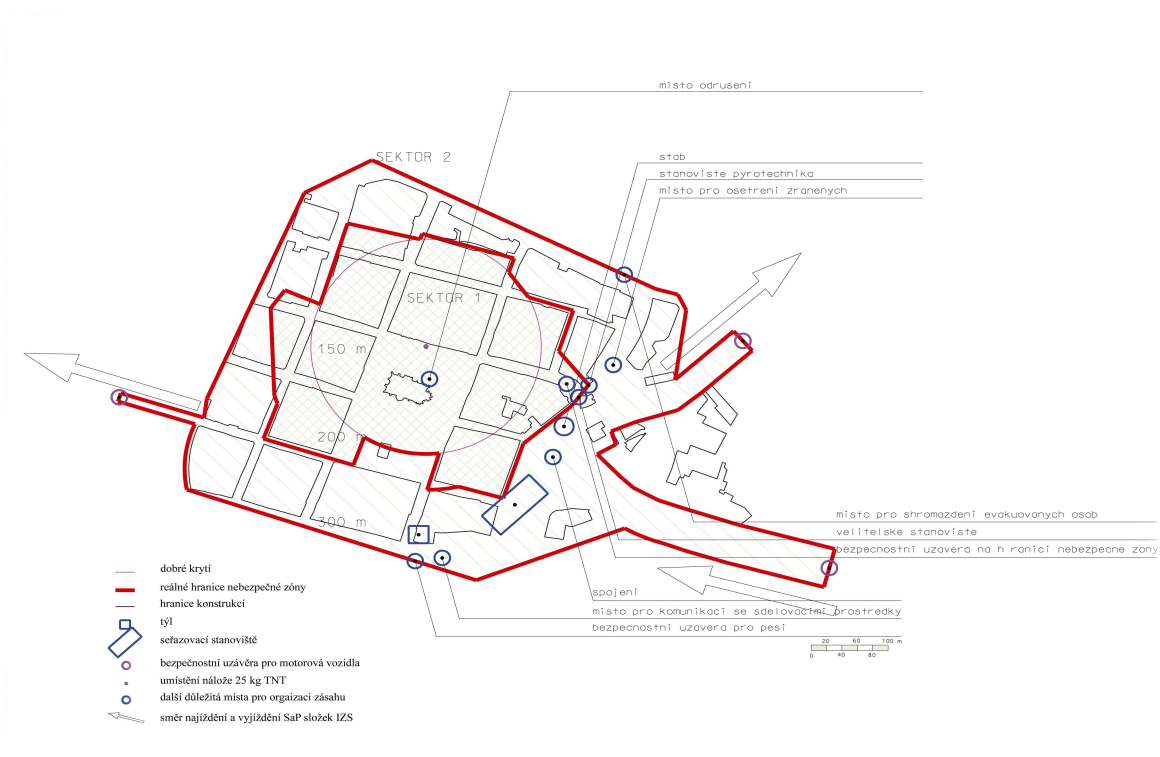 misto odruseni
stab
SEKTOR 2
stanoviste pyrotechnika
misto pro osetreni zranenych
SEKTOR 1
150 m
200 m
300 m
misto pro shromazdeni evakuovanych osob
velitelske stanoviste
bezpecnostni uzavera na h ranici nebezpecne zony
spojeni
misto pro komunikaci se sdelovacimi prostredky
bezpecnostni uzavera pro pesi
20 60 100 m
0 40 80
dobré krytí
reálné hranice nebezpečné zóny
hranice konstrukcí
týl
seřazovací stanoviště
bezpečnostní uzávěra pro motorová vozidla
umístění nálože 25 kg TNT
další důležitá místa pro orgaizaci zásahu
směr najíždění a vyjíždění SaP složek IZS